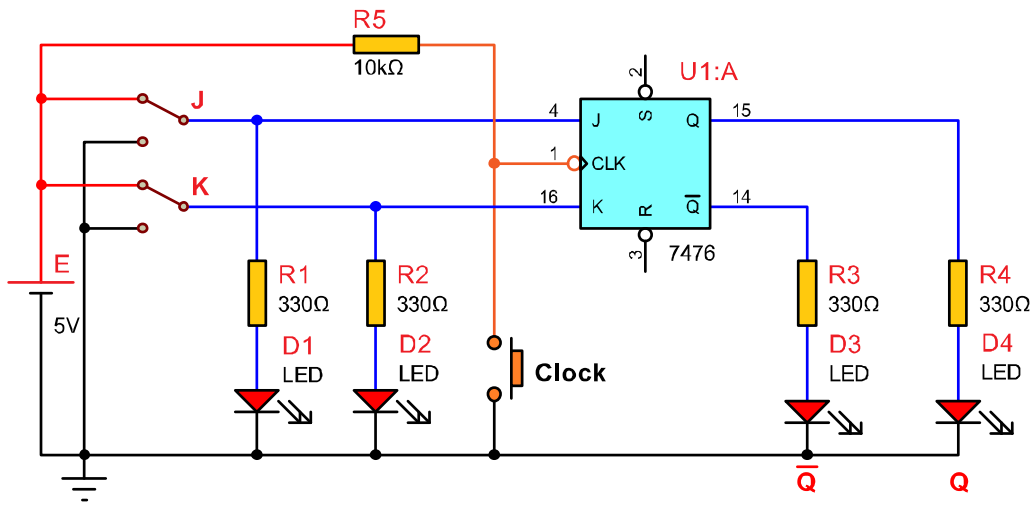 R5
10kΩ
J
K
E
5V
R1
330Ω
D1
LED
R2
330Ω
D2
LED
Clock
U1:A
2
S
4
J
Q
15
1
CLK
16
K
R
Q̅
14
3
7476
R3
330Ω
D3
LED
R4
330Ω
D4
LED
Q̅
Q